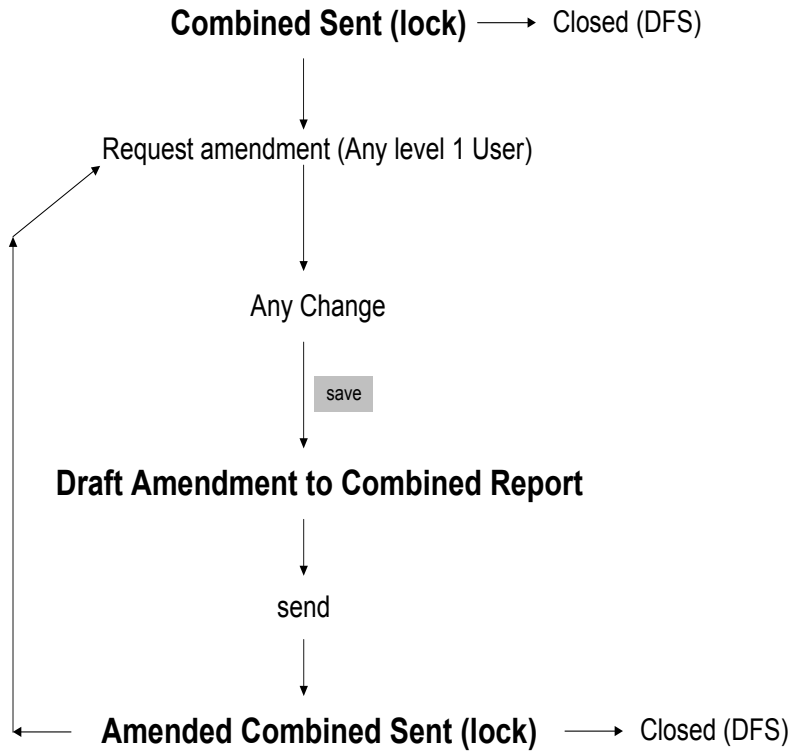 Combined Sent (lock) Closed (DFS)
Request amendment (Any level 1 User)
Any Change
save
Draft Amendment to Combined Report
send
Amended Combined Sent (lock) Closed (DFS)